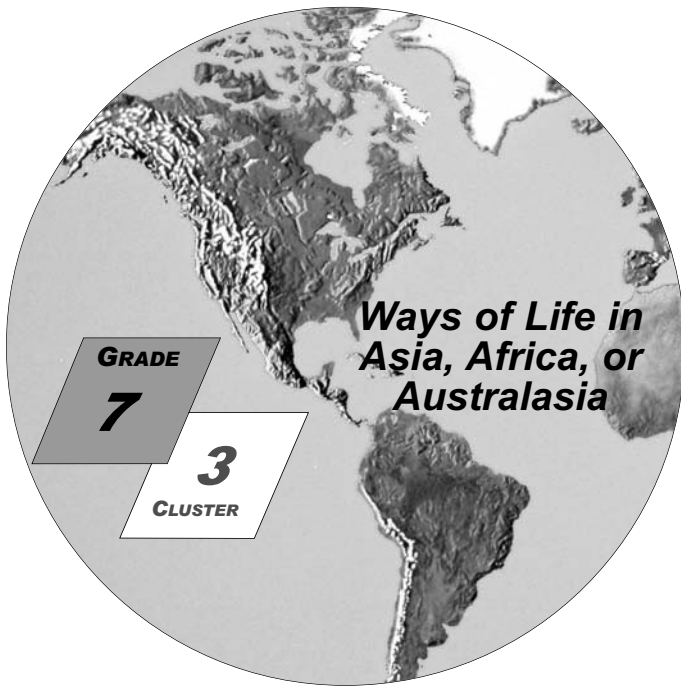 Ways of Life in
Asia, Africa, or
Australasia
GRADE
7
3
CLUSTER